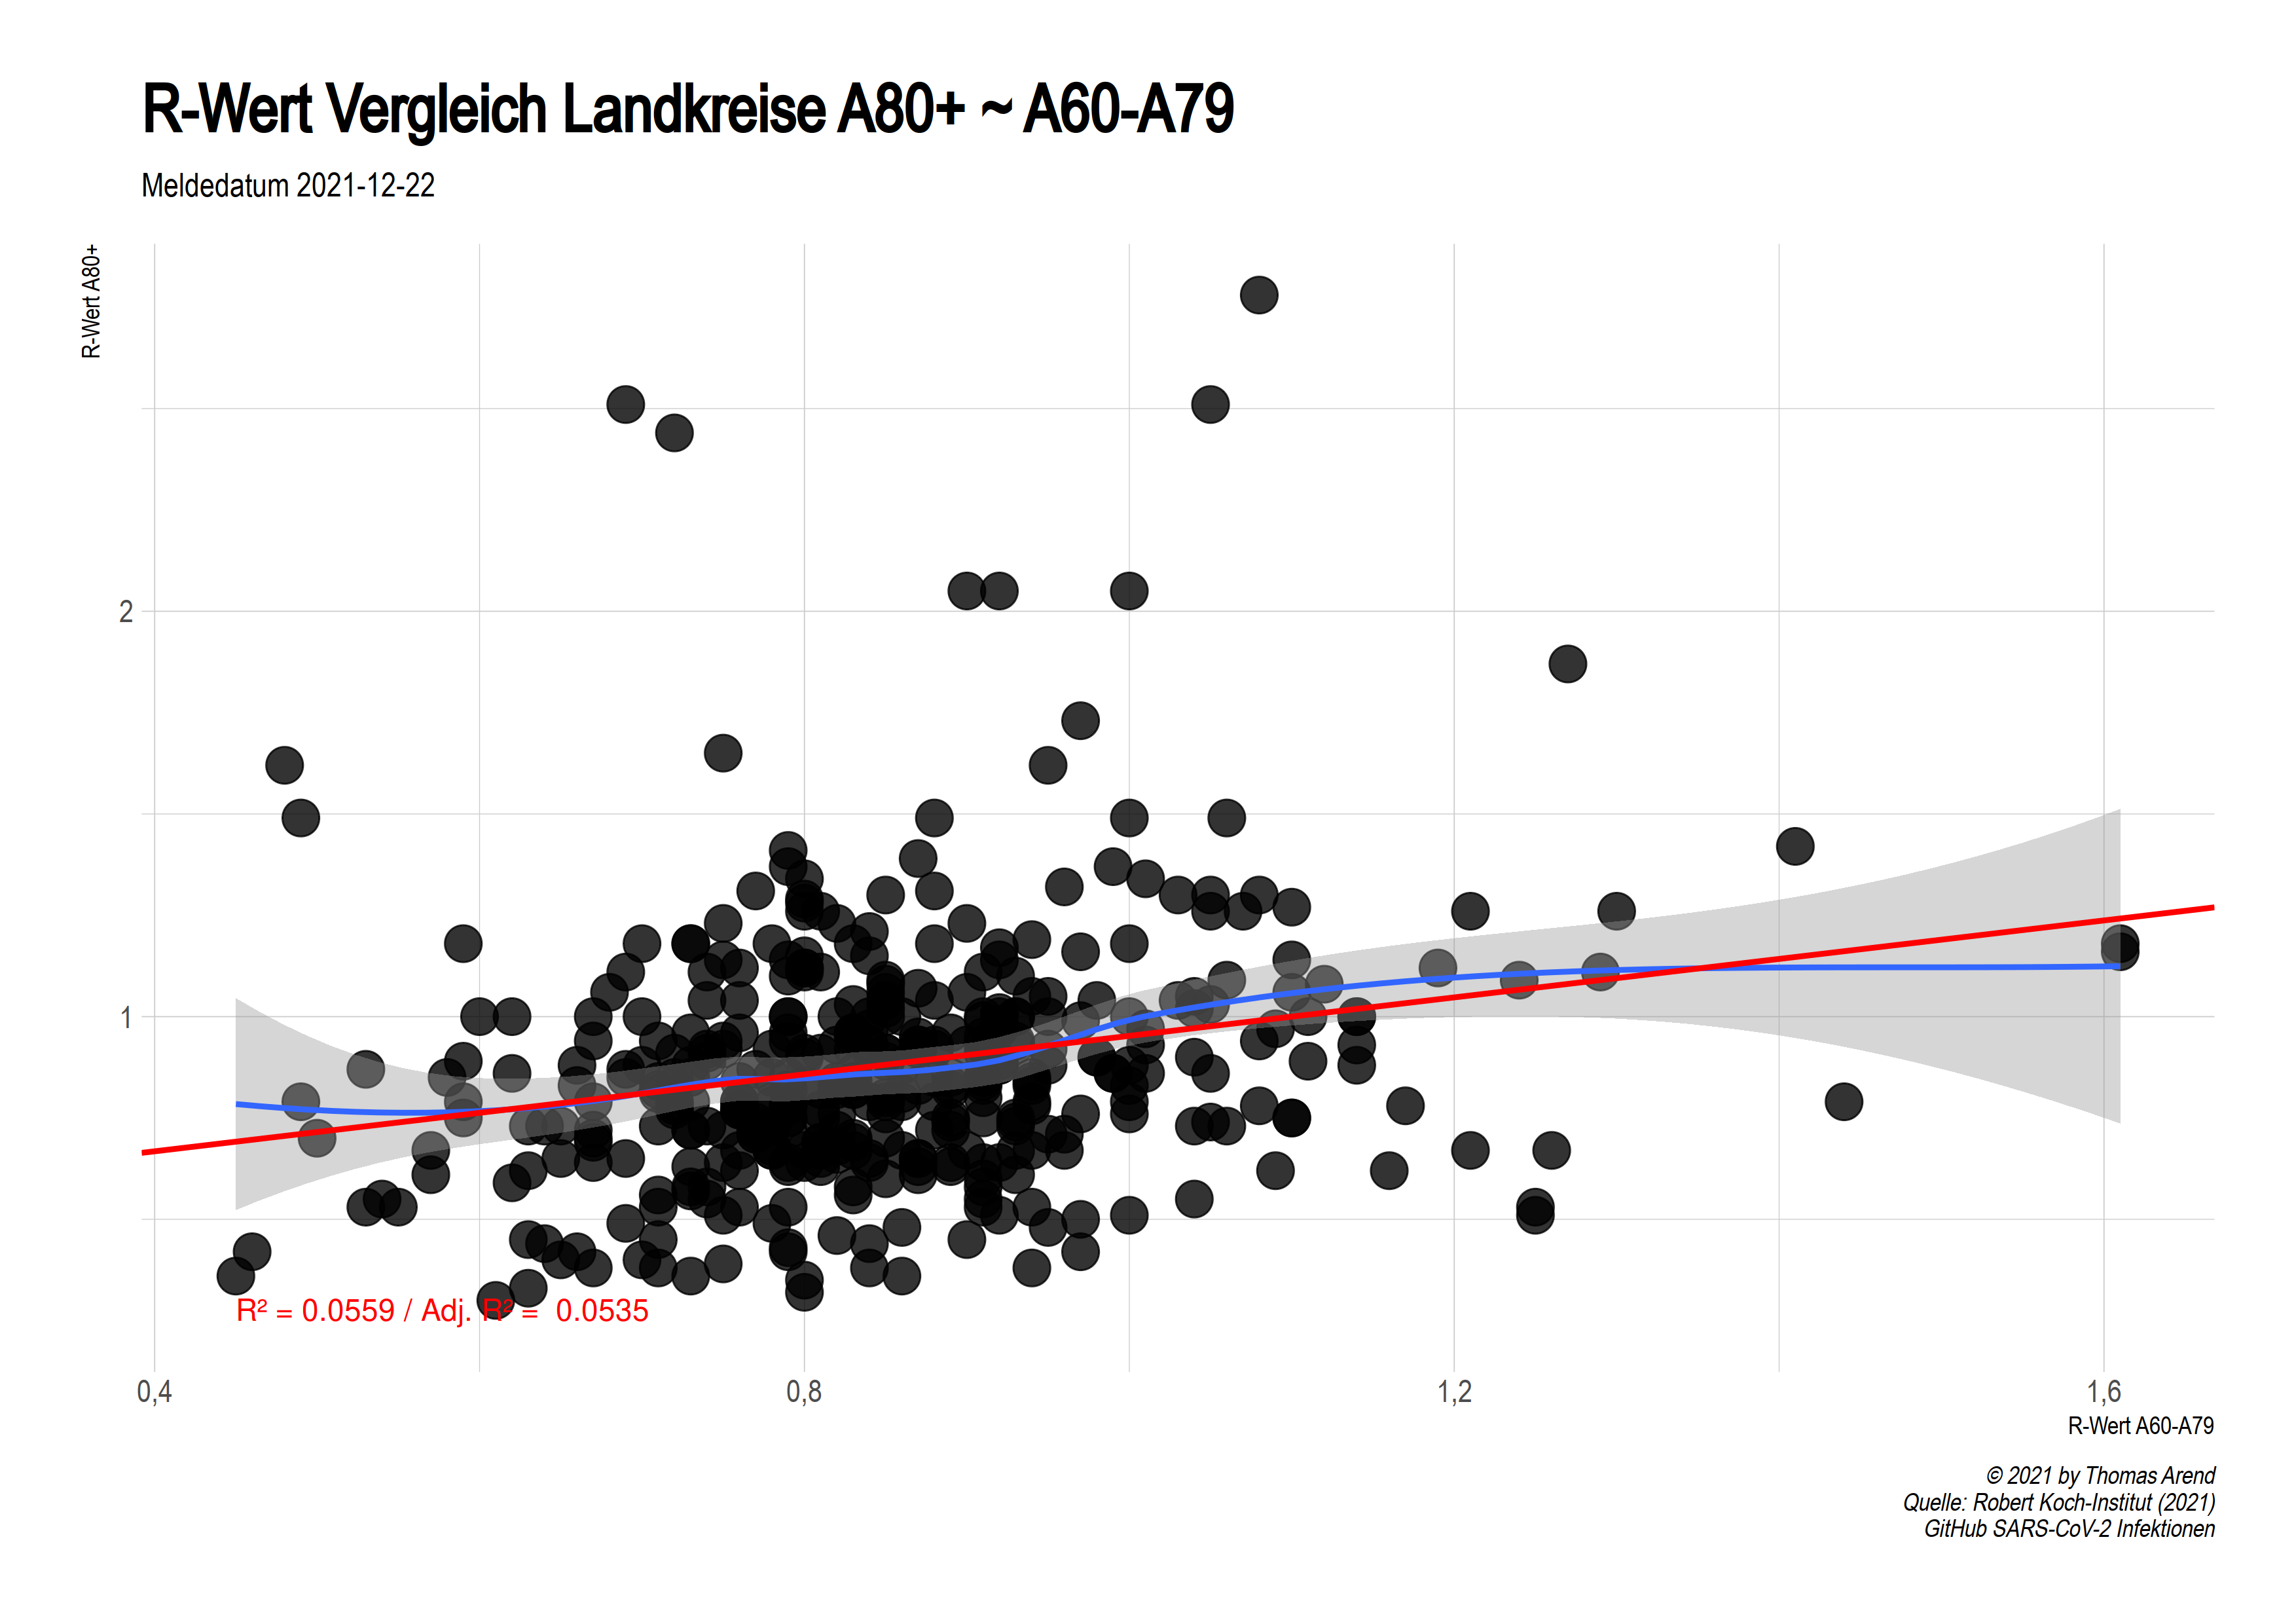 R-Wert Vergleich Landkreise A80+ ~ A60-A79
Meldedatum 2021-12-22
R-Wert A80+
2
1
R² = 0.0559 / Adj. R² =  0.0535
0,4
0,8
1,2
1,6
R-Wert A60-A79
© 2021 by Thomas Arend
Quelle: Robert Koch-Institut (2021)
GitHub SARS-CoV-2 Infektionen